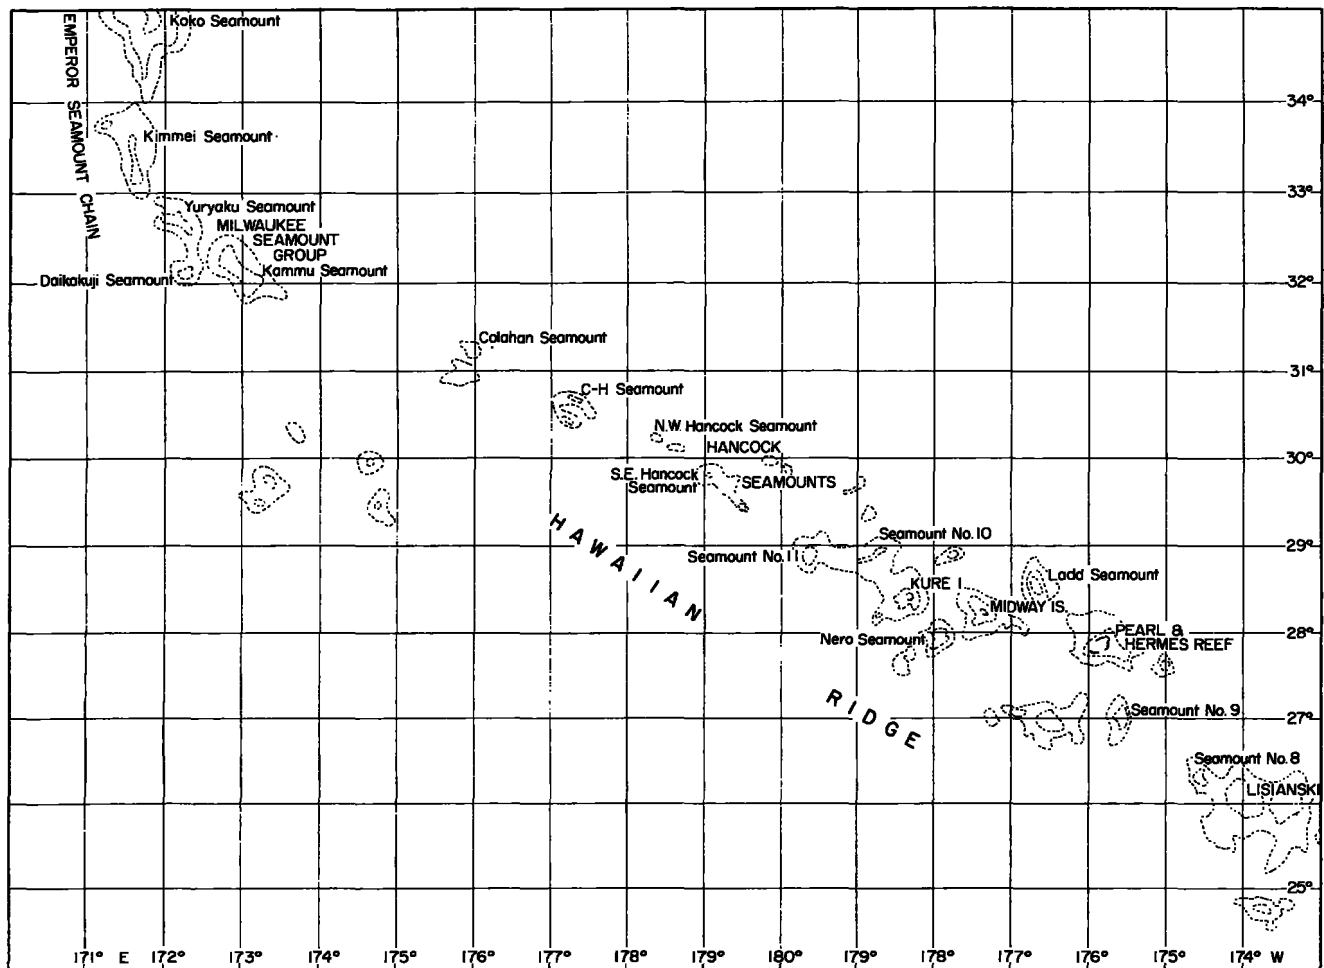 Koko Seamount
EMPEROR SEAMOUNT CHAIN
34°
Kimmei Seamount
33°
Yuryaku Seamount
MILWAUKEE
SEAMOUNT
GROUP
Kammu Seamount
Daikakuji Seamount
32°
Colahan Seamount
31°
C-H Seamount
N.W. Hancock Seamount
HANCOCK
30°
S.E. Hancock
Seamount
SEAMOUNTS
HAWAIIAN
Seamount No. 10
29°
Seamount No. 11
Ladd Seamount
KURE I.
MIDWAY IS.
PEARL &
HERMES REEF
28°
Nero Seamount
RIDGE
Seamount No. 9
27°
Seamount No. 8
LISIANSKI
25°
171° E 172° 173° 174° 175° 176° 177° 178° 179° 180° 179° 178° 177° 176° 175° 174° W